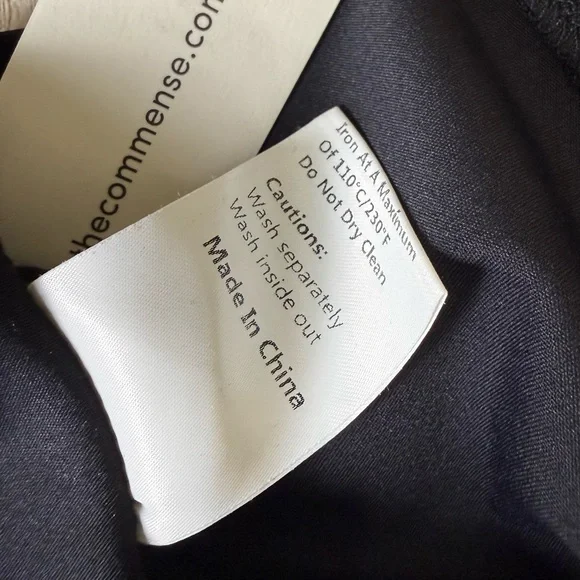 thecommense.com
Iron At A Maximum
Of 110°C/230°F
Do Not Dry Clean
Cautions:
Wash separately
Wash inside out
Made In China